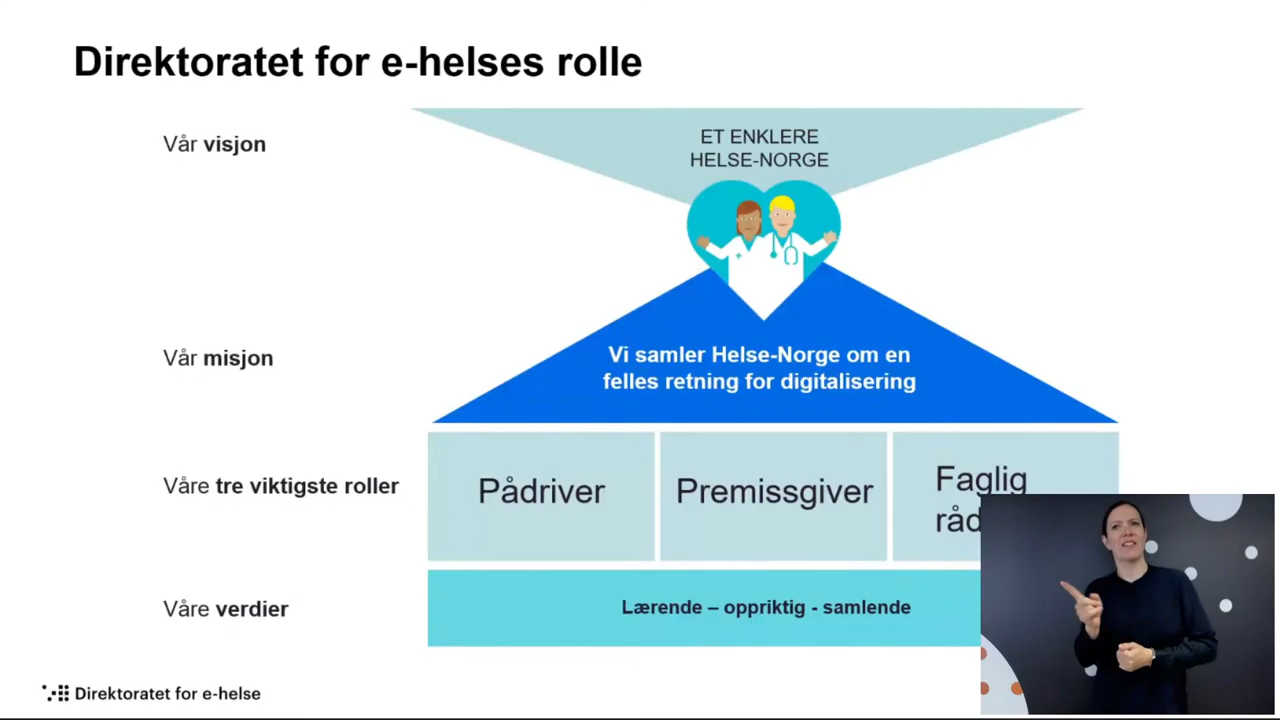 Direktoratet for e-helses rolle
Vår visjon
ET ENKLERE
HELSE-NORGE
Vår misjon
Vi samler Helse-Norge om en
felles retning for digitalisering
Våre tre viktigste roller
Pådriver
Premissgiver
Faglig
Våre verdier
Lærende – oppriktig - samlende
Direktoratet for e-helse